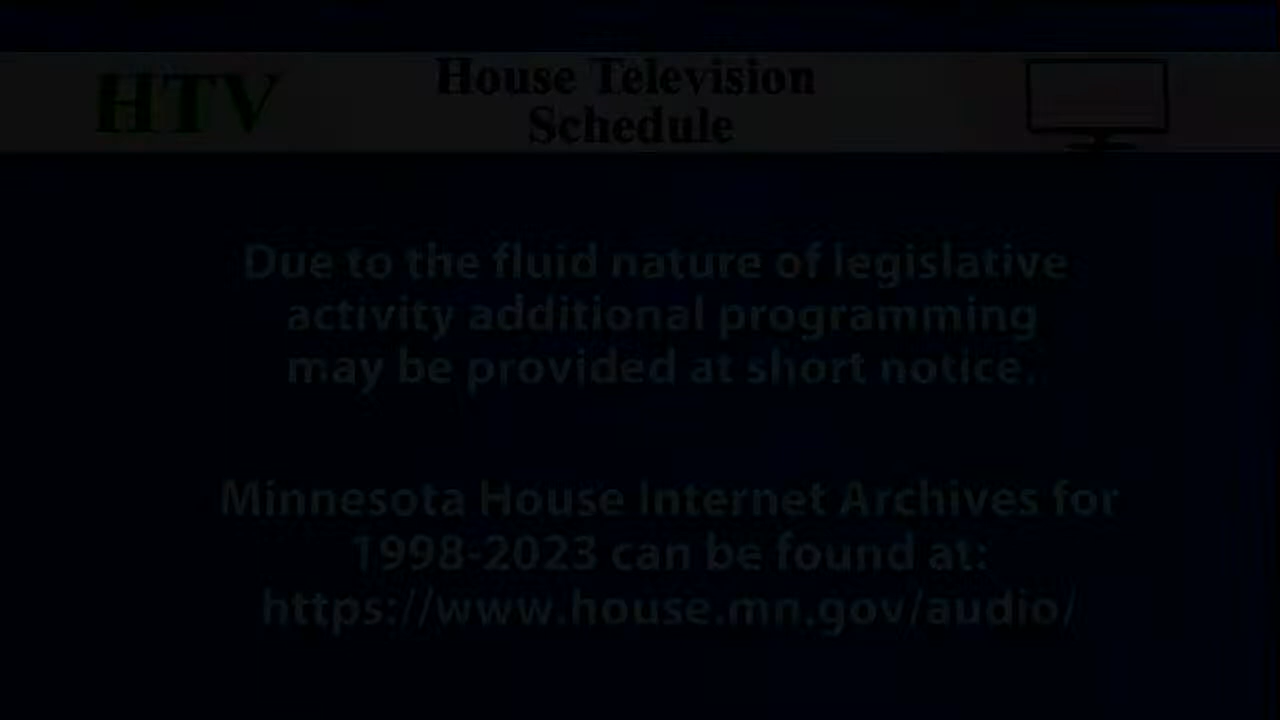 HTV
House Television
Schedule
Due to the fluid nature of legislative
activity additional programming
may be provided at short notice.
Minnesota House Internet Archives for
1998-2023 can be found at:
https://www.house.mn.gov/audio/